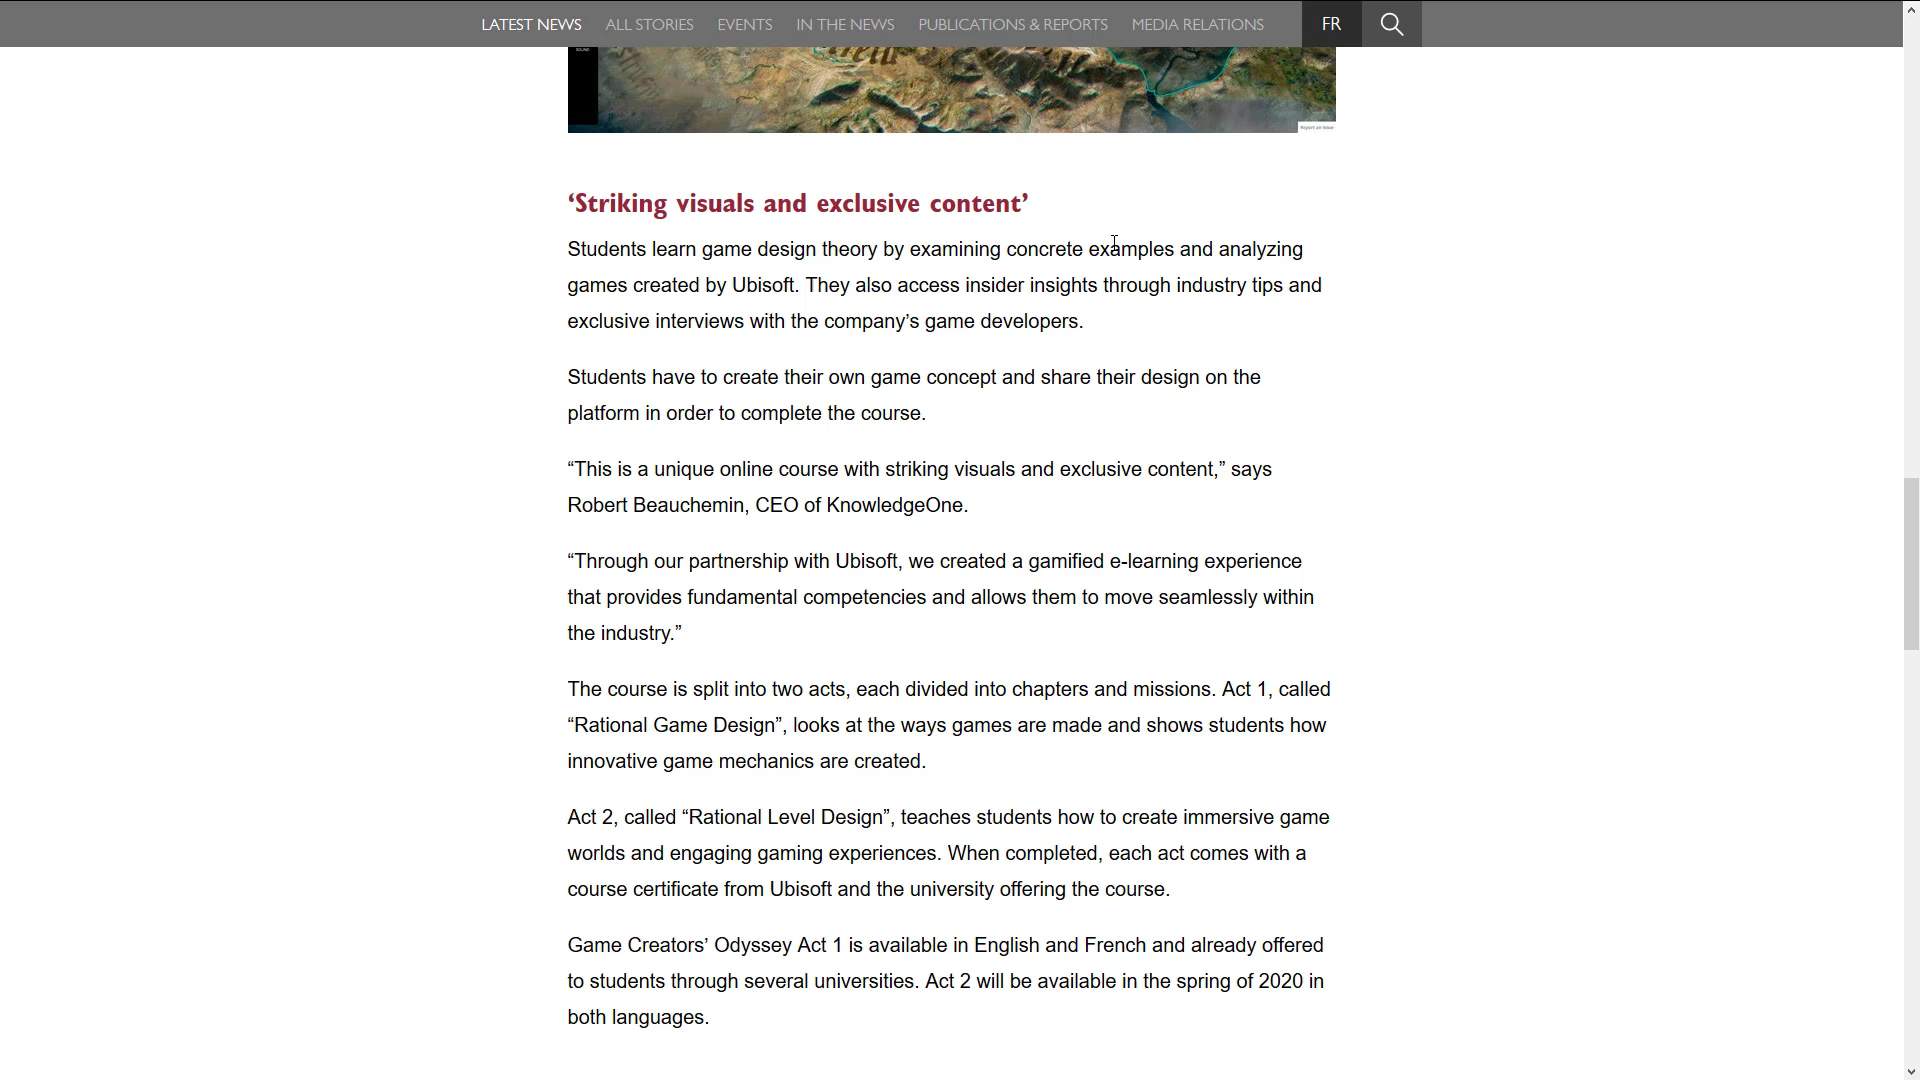 LATEST NEWS ALL STORIES EVENTS IN THE NEWS PUBLICATIONS & REPORTS MEDIA RELATIONS FR
SOUND
Report an issue
‘Striking visuals and exclusive content’
Students learn game design theory by examining concrete examples and analyzing
games created by Ubisoft. They also access insider insights through industry tips and
exclusive interviews with the company’s game developers.
Students have to create their own game concept and share their design on the
platform in order to complete the course.
“This is a unique online course with striking visuals and exclusive content,” says
Robert Beauchemin, CEO of KnowledgeOne.
“Through our partnership with Ubisoft, we created a gamified e-learning experience
that provides fundamental competencies and allows them to move seamlessly within
the industry.”
The course is split into two acts, each divided into chapters and missions. Act 1, called
“Rational Game Design”, looks at the ways games are made and shows students how
innovative game mechanics are created.
Act 2, called “Rational Level Design”, teaches students how to create immersive game
worlds and engaging gaming experiences. When completed, each act comes with a
course certificate from Ubisoft and the university offering the course.
Game Creators’ Odyssey Act 1 is available in English and French and already offered
to students through several universities. Act 2 will be available in the spring of 2020 in
both languages.